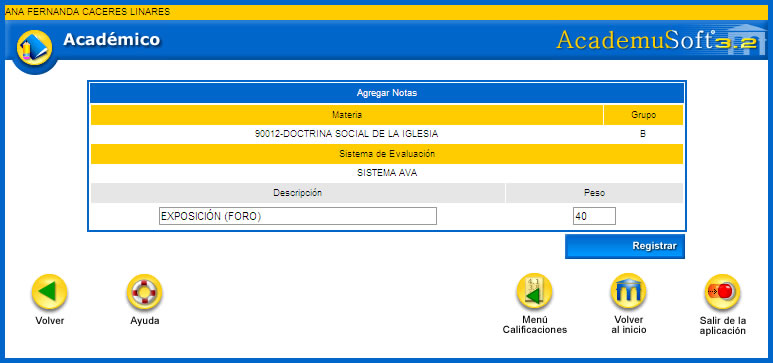 ANA FERNANDA CACERES LINARES
Académico
AcademuSoft 3.2
Agregar Notas
Materia Grupo
90012-DOCTRINA SOCIAL DE LA IGLESIA B
Sistema de Evaluación
SISTEMA AVA
Descripción Peso
EXPOSICIÓN (FORO) 40
Registrar
Volver Ayuda Menú Volver Salir de la
Calificaciones al inicio aplicación